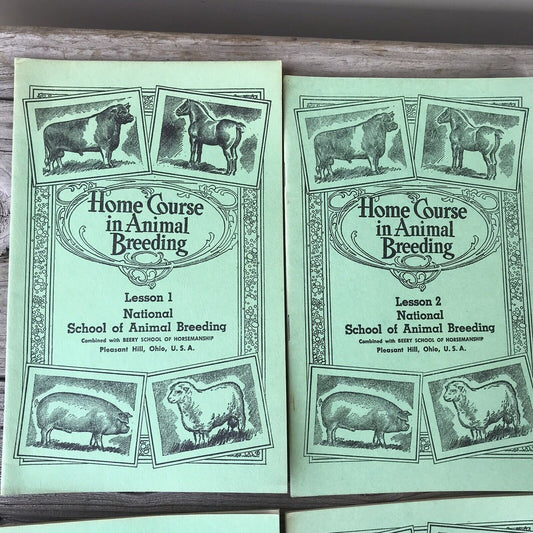 Home Course
in Animal
Breeding
Lesson 1
National
School of Animal Breeding
Combined with BEERY SCHOOL OF HORSEMANSHIP
Pleasant Hill, Ohio, U. S. A.
Home Course
in Animal
Breeding
Lesson 2
National
School of Animal Breeding
Combined with BEERY SCHOOL OF HORSEMANSHIP
Pleasant Hill, Ohio, U. S. A.